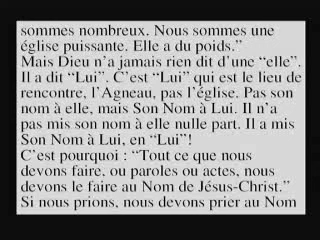 sommes nombreux. Nous sommes une
église puissante. Elle a du poids.”
Mais Dieu n’a jamais rien dit d’une “elle”.
Il a dit “Lui”. C’est “Lui” qui est le lieu de
rencontre, l’Agneau, pas l’église. Pas son
nom à elle, mais Son Nom à Lui. Il n’a
pas mis son nom à elle nulle part. Il a mis
Son Nom à Lui, en “Lui”!
C’est pourquoi : “Tout ce que nous
devons faire, ou paroles ou actes, nous
devons le faire au Nom de Jésus-Christ.”
Si nous prions, nous devons prier au Nom